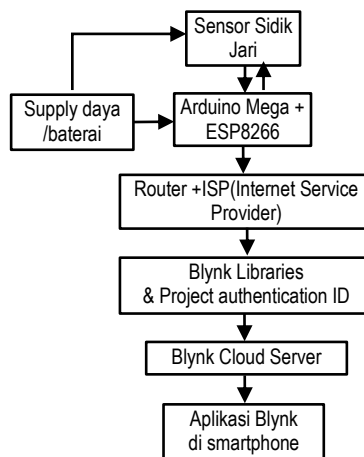 Sensor Sidik
Jari
Supply daya
/baterai
Arduino Mega +
ESP8266
Router +ISP(Internet Service
Provider)
Blynk Libraries
& Project authentication ID
Blynk Cloud Server
Aplikasi Blynk
di smartphone